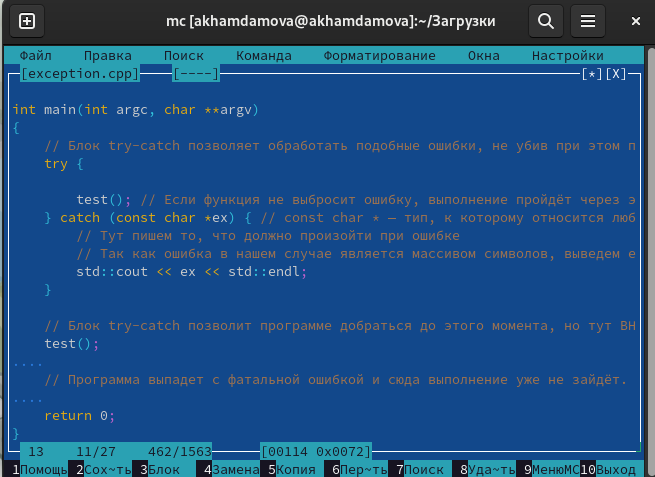 mc [akhamdamova@akhamdamova]:~/Загрузки
Файл Правка Поиск Команда Форматирование Окна Настройки
[exception.cpp] [----] [*][X]
int main(int argc, char **argv)
{
// Блок try-catch позволяет обработать подобные ошибки, не убив при этом п
try {
test(); // Если функция не выбросит ошибку, выполнение пройдёт через э
} catch (const char *ex) { // const char * — тип, к которому относится люб
// Тут пишем то, что должно произойти при ошибке
// Так как ошибка в нашем случае является массивом символов, выведем е
std::cout << ex << std::endl;
}
// Блок try-catch позволит программе добраться до этого момента, но тут ВН
test();
....
// Программа выпадет с фатальной ошибкой и сюда выполнение уже не зайдёт.
....
return 0;
}
13 11/27 462/1563 [00114 0x0072]
1Помощь 2Сох~ть 3Блок 4Замена 5Копия 6Пер~ть 7Поиск 8Уда~ть 9МенюMC 10Выход